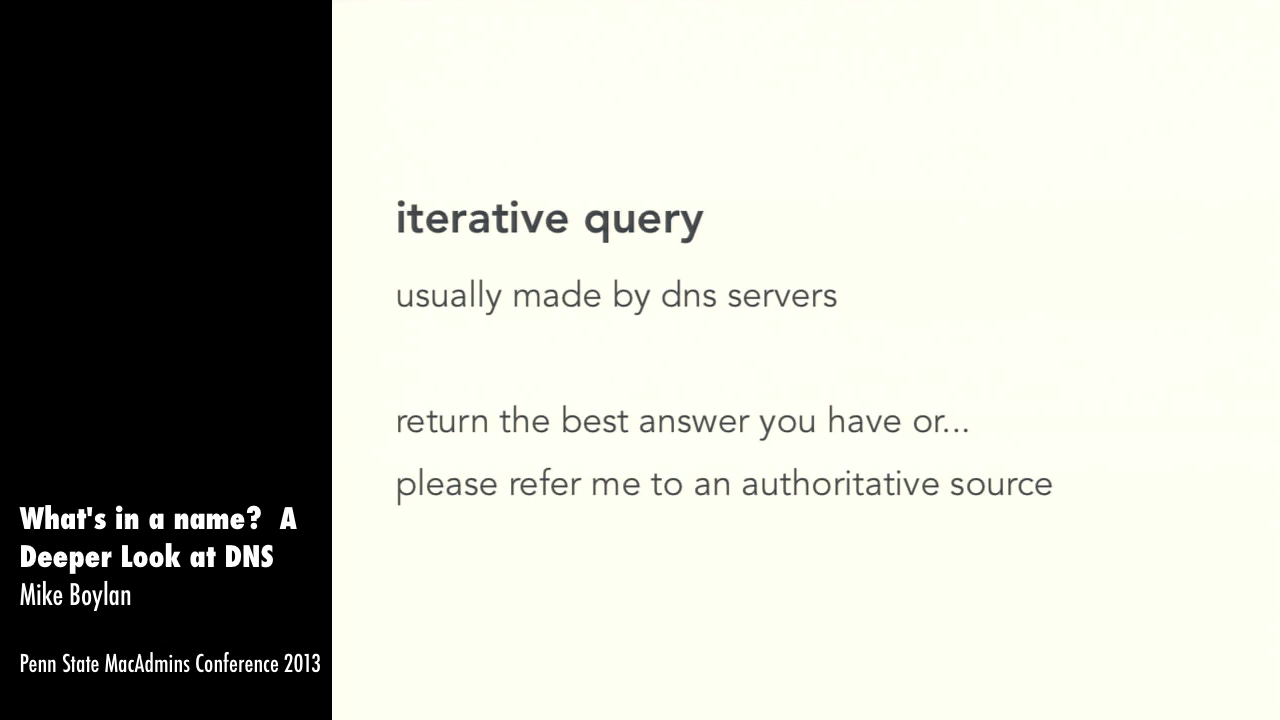 iterative query
usually made by dns servers
return the best answer you have or...
please refer me to an authoritative source
What's in a name?  A
Deeper Look at DNS
Mike Boylan
Penn State MacAdmins Conference 2013